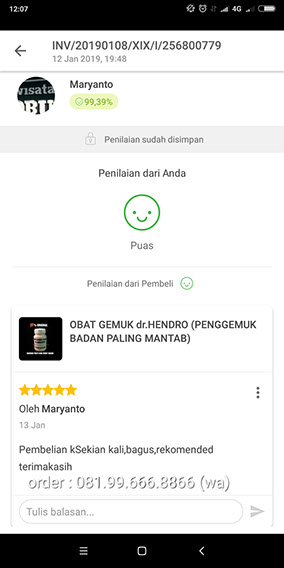 12:07
4G
INV/20190108/XIX/I/256800779
12 Jan 2019, 19:48
wisata
Maryanto
99,39%
Penilaian sudah disimpan
Penilaian dari Anda
Puas
Penilaian dari Pembeli
OBAT GEMUK dr.HENDRO (PENGGEMUK
BADAN PALING MANTAB)
Oleh Maryanto
13 Jan
Pembelian kSekian kali,bagus,rekomended
terimakasih
order : 081.99.666.8866 (wa)
Tulis balasan...